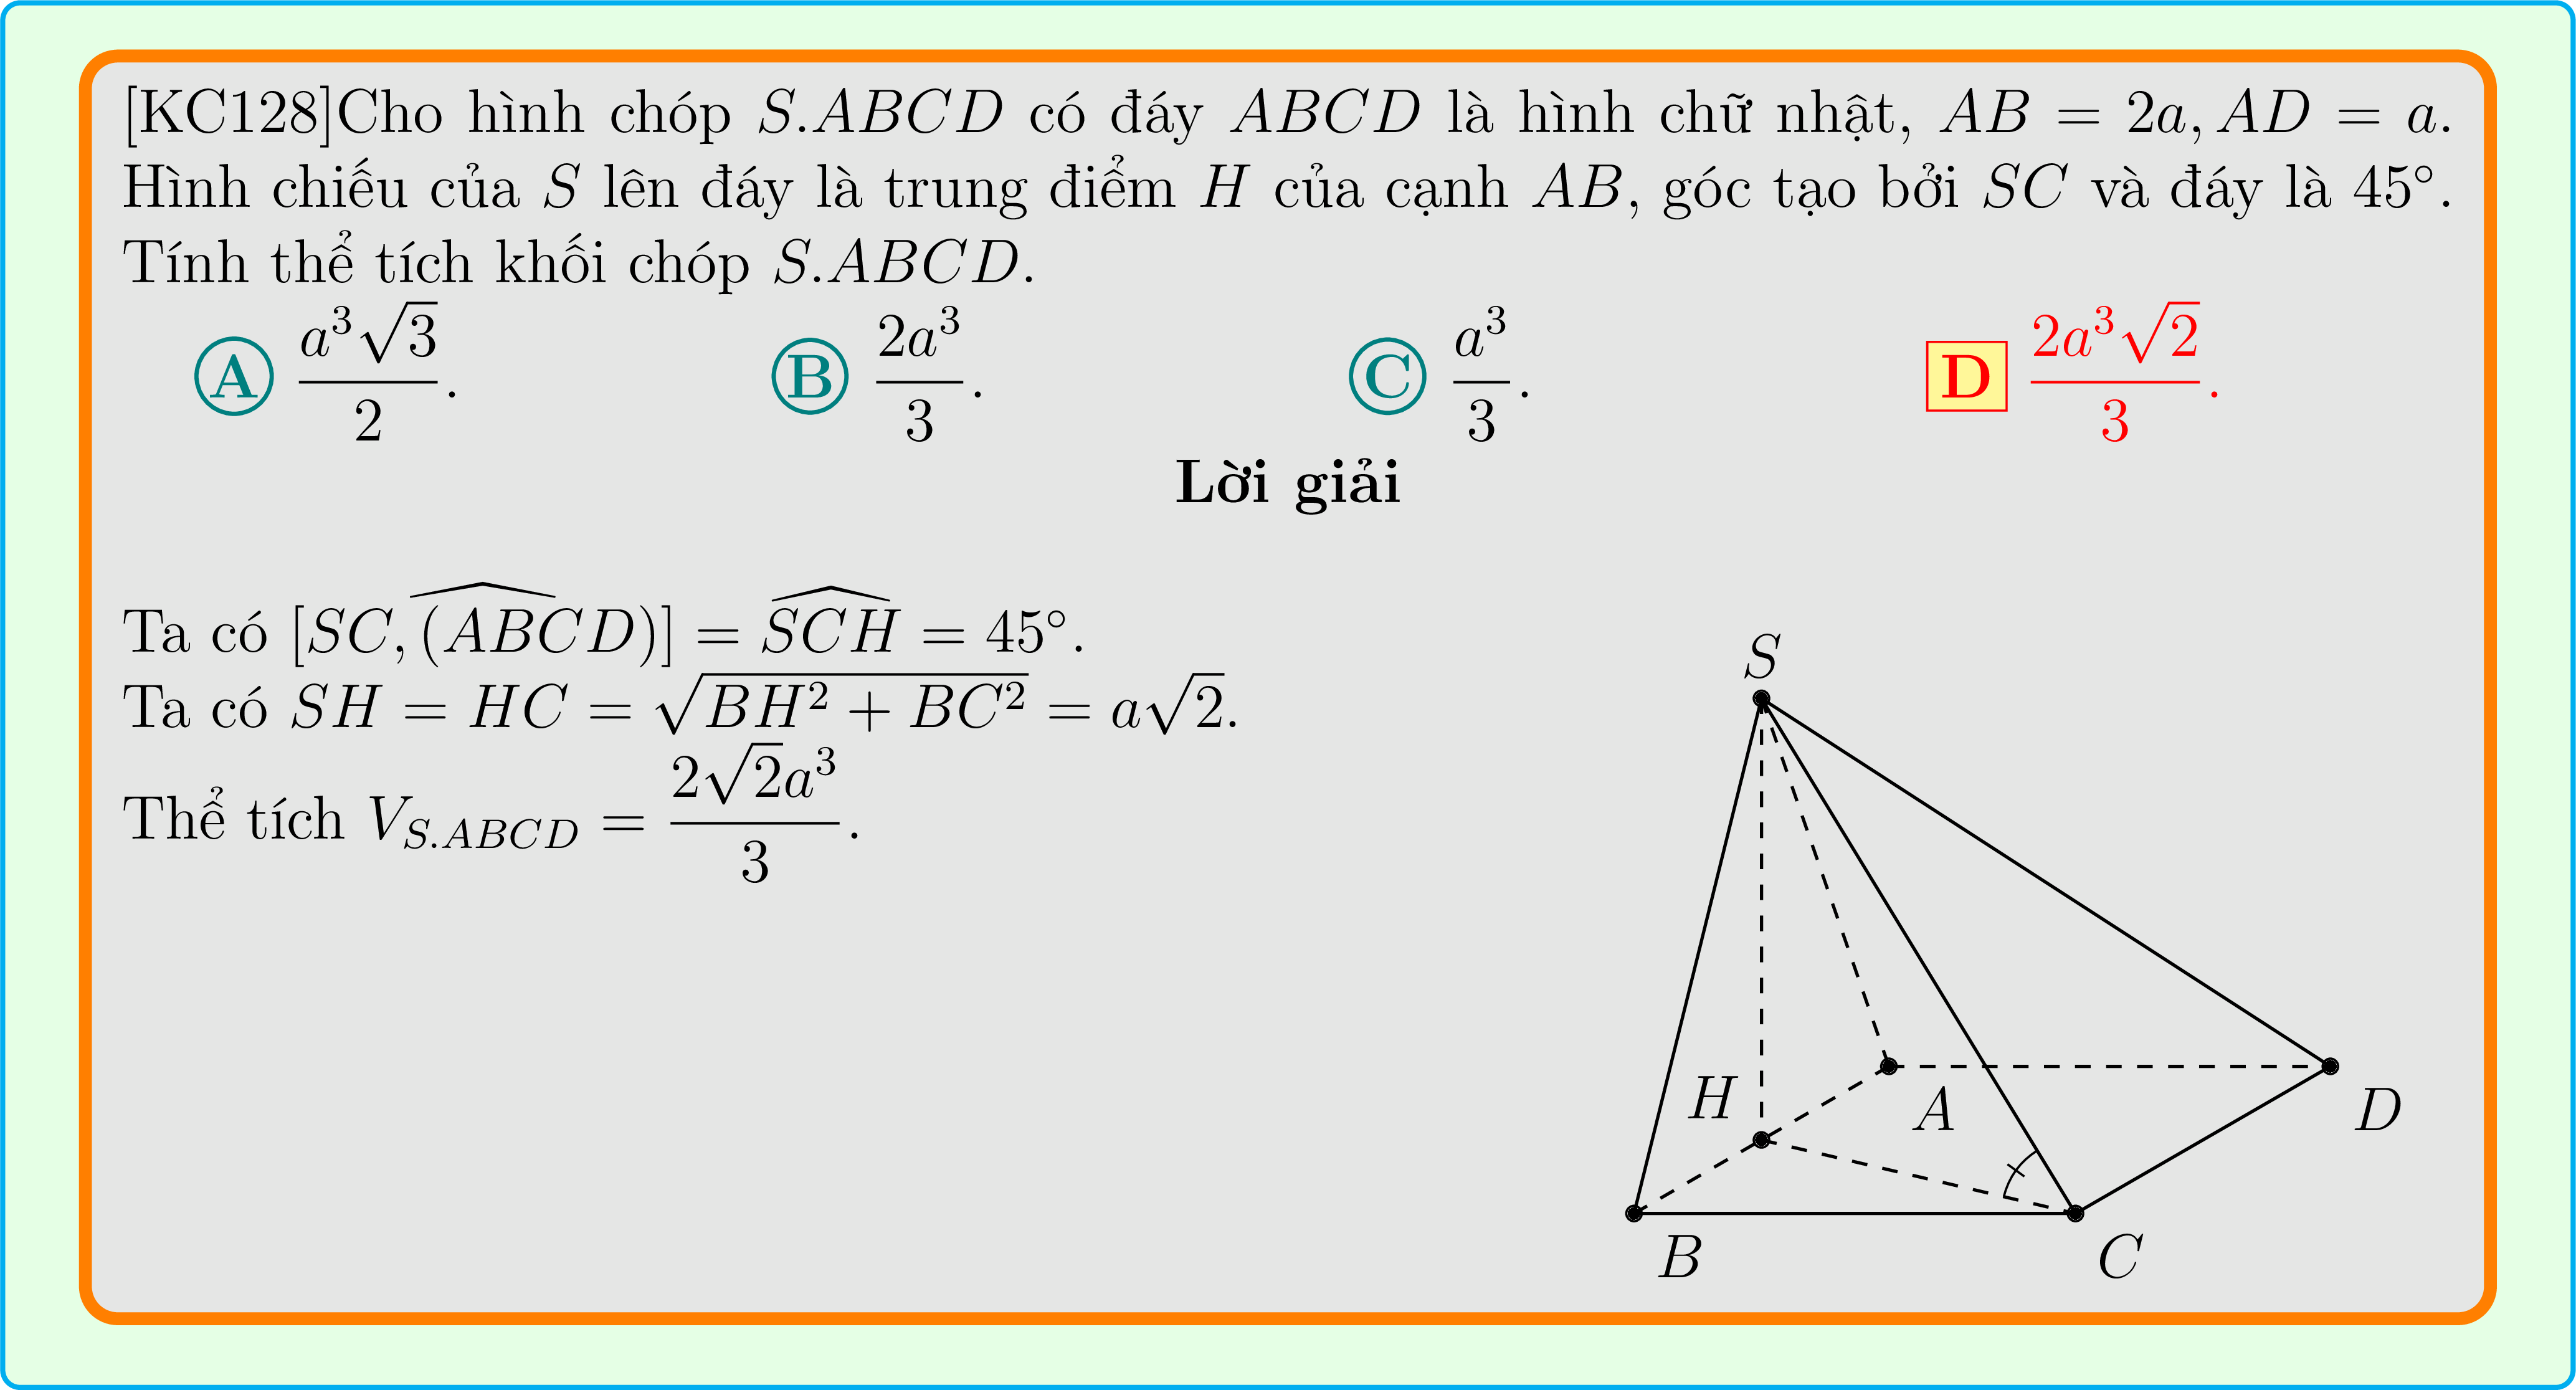 [KC128]Cho hình chóp S.ABCD có đáy ABCD là hình chữ nhật, AB = 2a, AD = a.
Hình chiếu của S lên đáy là trung điểm H của cạnh AB, góc tạo bởi SC và đáy là 45°.
Tính thể tích khối chóp S.ABCD.
A $\frac{a^3\sqrt{3}}{2}$. B $\frac{2a^3}{3}$. C $\frac{a^3}{3}$. D $\frac{2a^3\sqrt{2}}{3}$.
Lời giải
Ta có $\widehat{[SC, (ABCD)]} = \widehat{SCH} = 45^\circ$.
Ta có $SH = HC = \sqrt{BH^2 + BC^2} = a\sqrt{2}$.
Thể tích $V_{S.ABCD} = \frac{2\sqrt{2}a^3}{3}$.
S
H
A
D
B
C